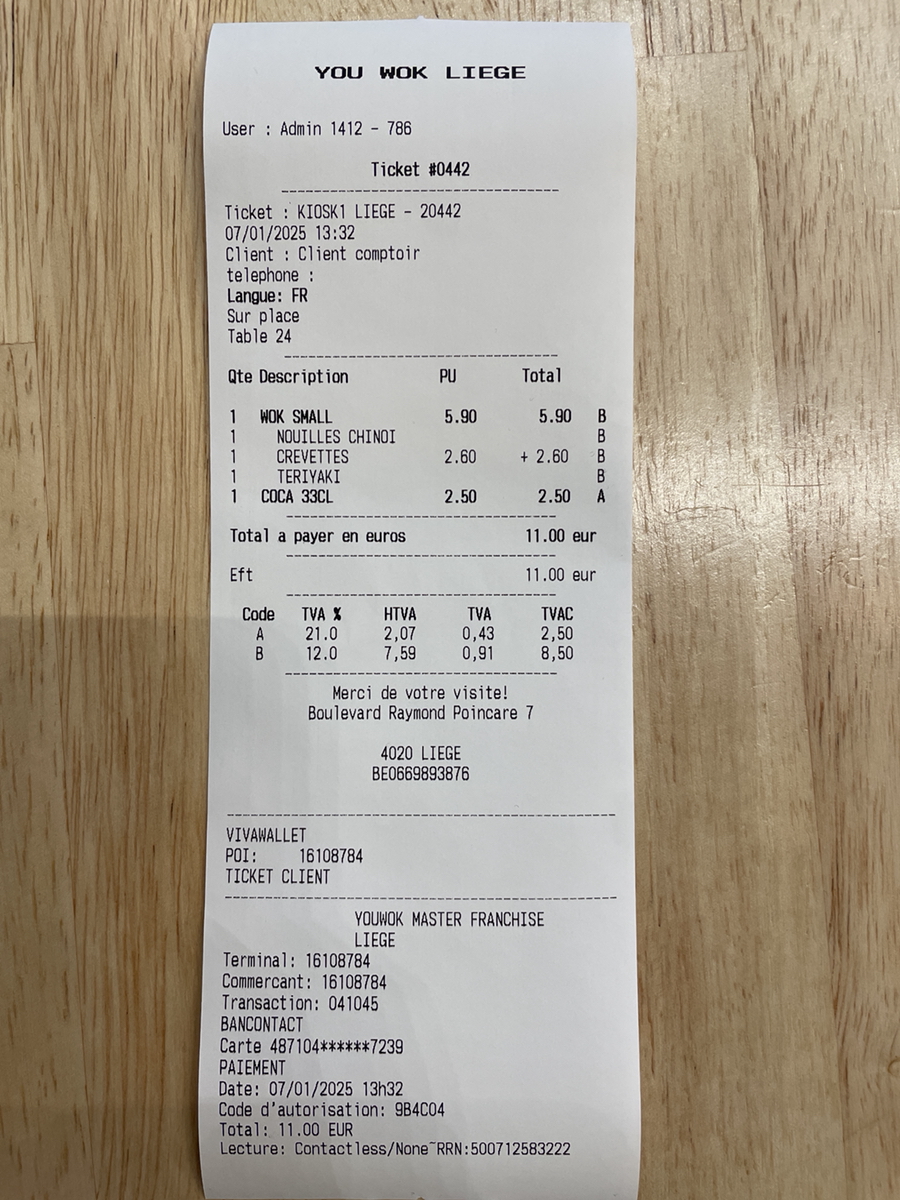 YOU WOK LIEGE
User : Admin 1412 - 786
Ticket #0442
Ticket : KIOSK1 LIEGE - 20442
07/01/2025 13:32
Client : Client comptoir
telephone :
Langue: FR
Sur place
Table 24
Qte Description PU Total
1 WOK SMALL 5.90 5.90 B
1 NOUILLES CHINOI B
1 CREVETTES 2.60 + 2.60 B
1 TERIYAKI B
1 COCA 33CL 2.50 2.50 A
Total a payer en euros 11.00 eur
Eft 11.00 eur
Code TVA % HTVA TVA TVAC
A 21.0 2,07 0,43 2,50
B 12.0 7,59 0,91 8,50
Merci de votre visite!
Boulevard Raymond Poincare 7
4020 LIEGE
BE0669893876
VIVAWALLET
POI: 16108784
TICKET CLIENT
YOUWOK MASTER FRANCHISE
LIEGE
Terminal: 16108784
Commercant: 16108784
Transaction: 041045
BANCONTACT
Carte 487104******7239
PAIEMENT
Date: 07/01/2025 13h32
Code d'autorisation: 9B4C04
Total: 11.00 EUR
Lecture: Contactless/None~RRN:500712583222